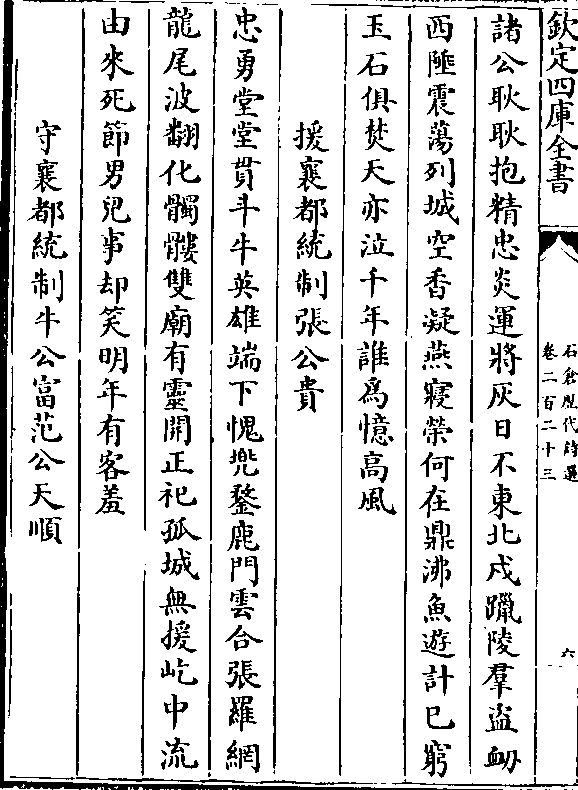 欽定四庫全書
石倉歷代詩選
卷二百二十三
六
諸公耿耿抱精忠炎運將灰日不東北戍躐陵羣盜衂
西陲震蕩列城空香凝燕寢榮何在鼎沸魚遊計已窮
玉石俱焚天亦泣千年誰爲憶高風
援襄都統制張公貴
忠勇堂堂貫斗牛英雄端下愧兜鍪鹿門雲合張羅網
龍尾波翻化髑髏雙廟有靈開正祀孤城無援屹中流
由來死節男兒事却笑明年有客羞
守襄都統制牛公富范公天順